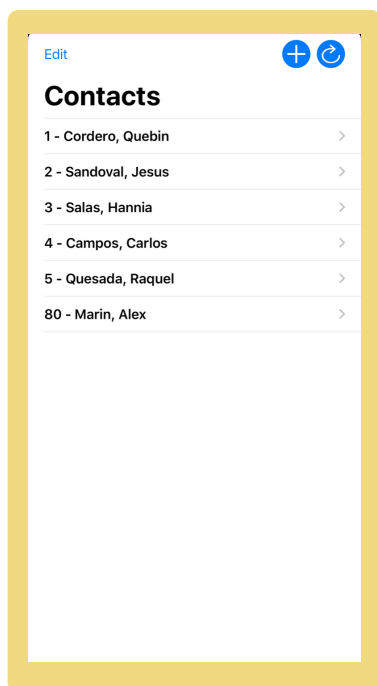 Edit
Contacts
1 - Cordero, Quebin
2 - Sandoval, Jesus
3 - Salas, Hannia
4 - Campos, Carlos
5 - Quesada, Raquel
80 - Marin, Alex